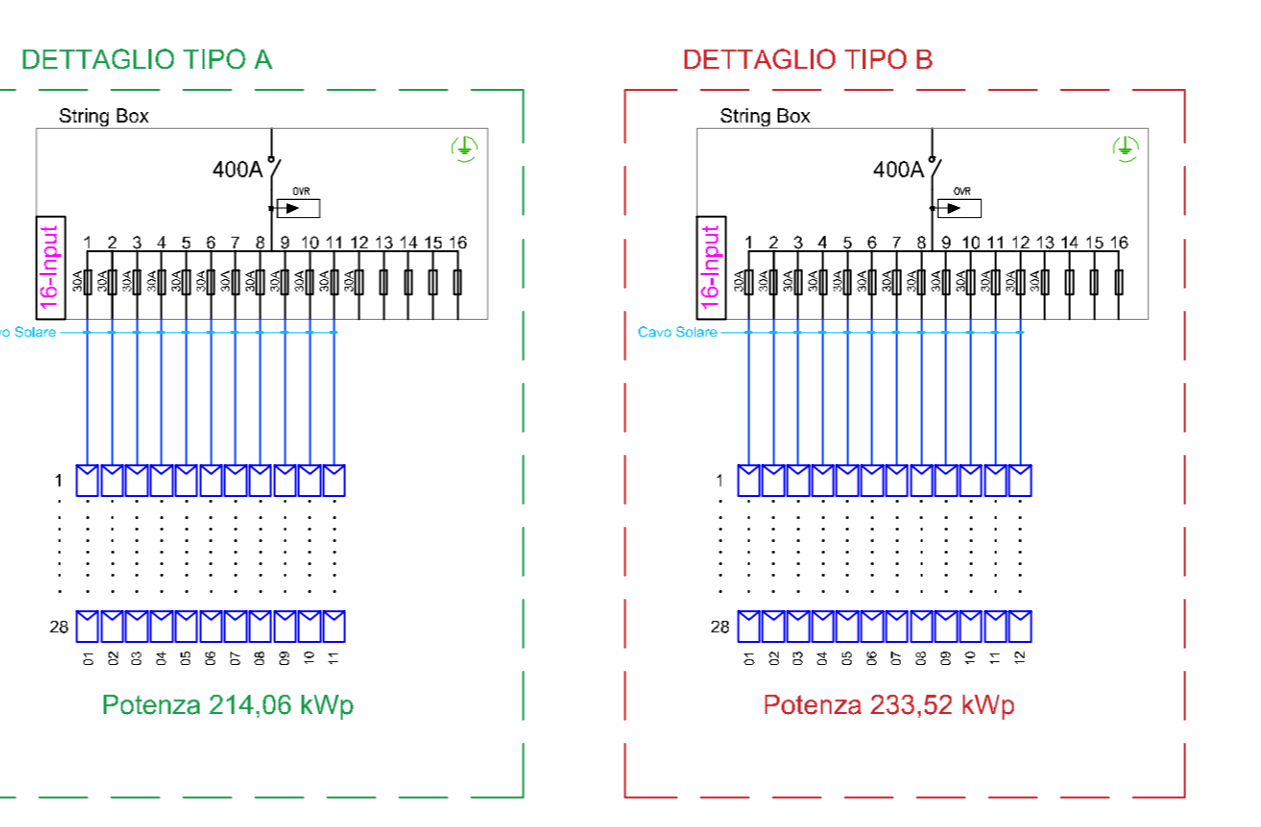 DETTAGLIO TIPO A
String Box
400A
OVR
16-Input
1 2 3 4 5 6 7 8 9 10 11 12 13 14 15 16
30A 30A 30A 30A 30A 30A 30A 30A 30A 30A 30A 30A
vo Solare
1
28
01 02 03 04 05 06 07 08 09 10 11
Potenza 214,06 kWp
DETTAGLIO TIPO B
String Box
400A
OVR
16-Input
1 2 3 4 5 6 7 8 9 10 11 12 13 14 15 16
30A 30A 30A 30A 30A 30A 30A 30A 30A 30A 30A 30A 30A
Cavo Solare
1
28
01 02 03 04 05 06 07 08 09 10 11 12
Potenza 233,52 kWp